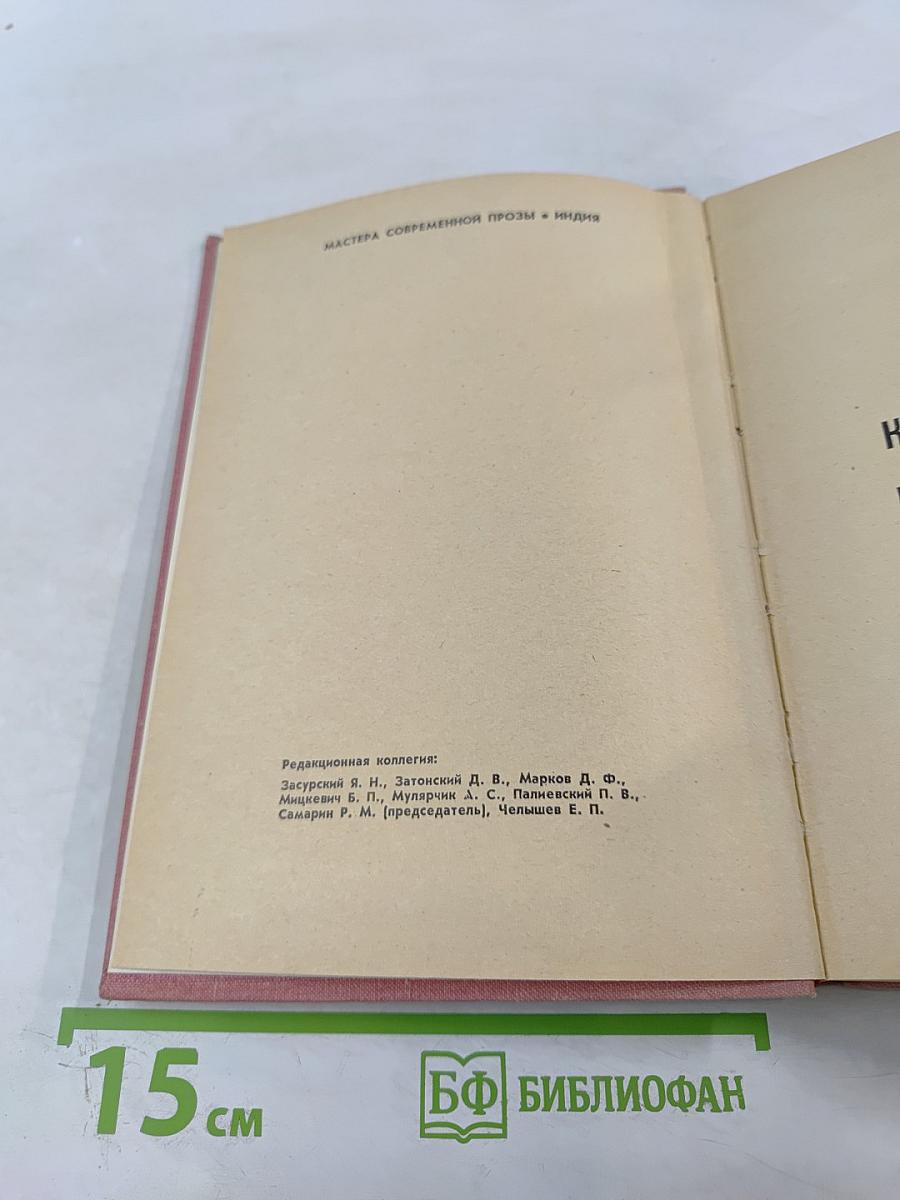 МАСТЕРА СОВРЕМЕННОЙ ПРОЗЫ • ИНДИЯ
Редакционная коллегия:
Засурский Я. Н., Затонский Д. В., Марков Д. Ф.,
Мицкевич Б. П., Мулярчик А. С., Палиевский П. В.,
Самарин Р. М. (председатель), Челышев Е. П.
К
15 см
БФ БИБЛИОФАН